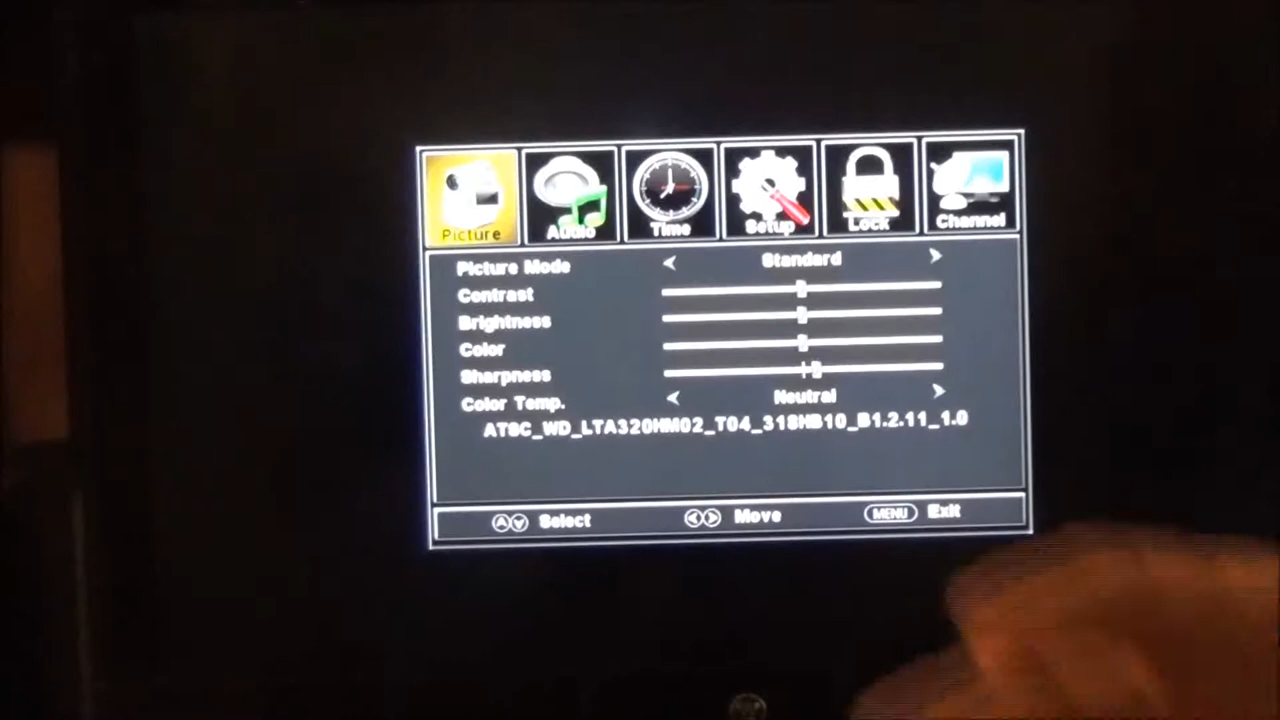 Picture Audio Time Setup Lock Channel
Picture Mode Standard
Contrast
Brightness
Color
Sharpness
Color Temp. Neutral
ATSC_WD_LTA320HM02_T04_318HB10_B1.2.11_1.0
Select Move MENU Exit